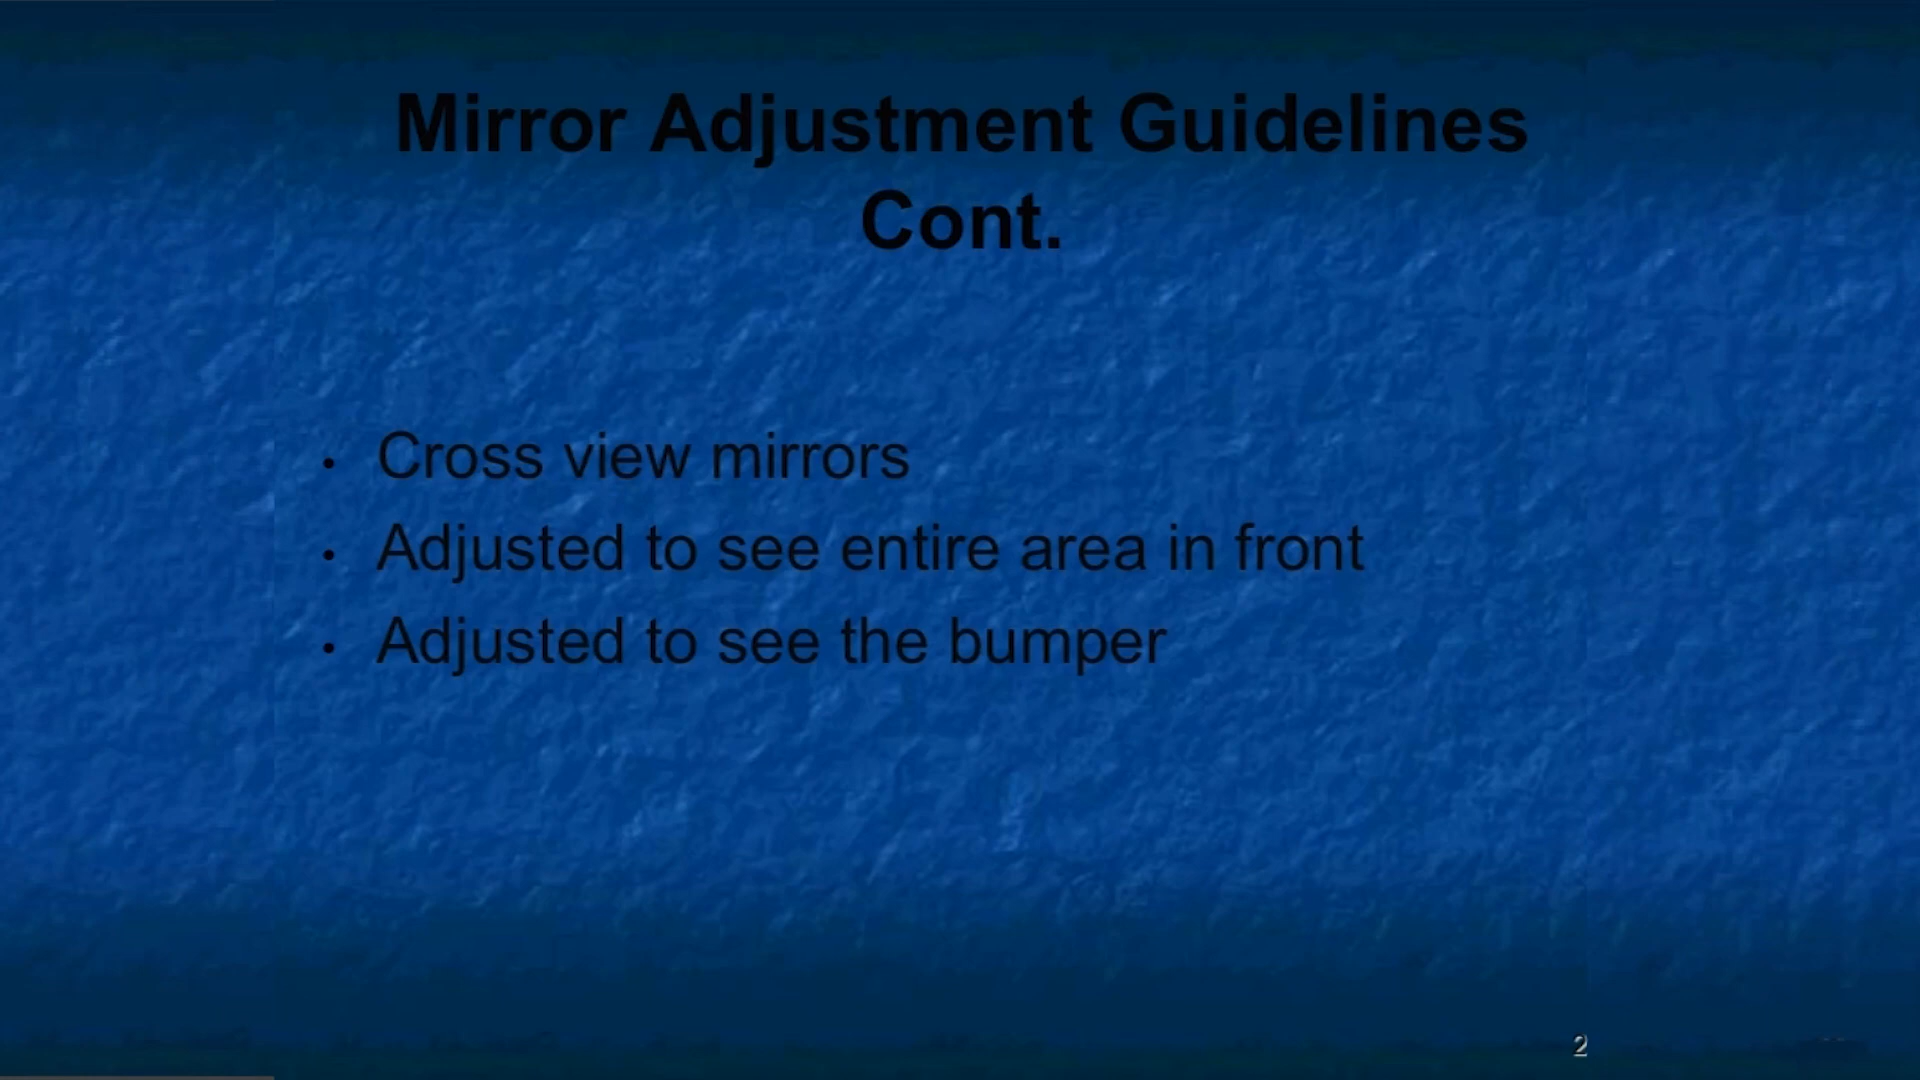 Mirror Adjustment Guidelines
Cont.
• Cross view mirrors
• Adjusted to see entire area in front
• Adjusted to see the bumper
2